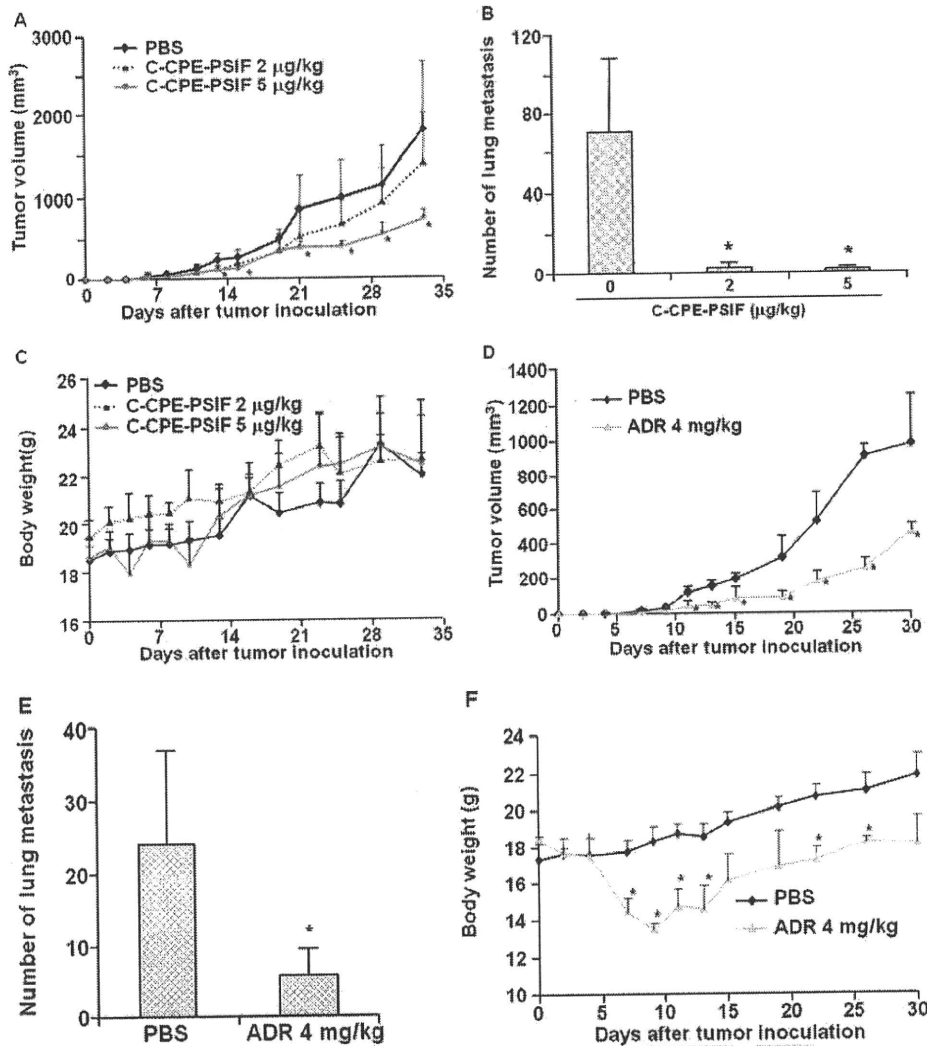 A
Tumor volume (mm³)
3000
2000
1000
0
PBS
C-CPE-PSIF 2 μg/kg
C-CPE-PSIF 5 μg/kg
* * * * * *
0 7 14 21 28 35
Days after tumor inoculation
B
Number of lung metastasis
120
80
40
0
* *
0 2 5
C-CPE-PSIF (μg/kg)
C
Body weight(g)
26
24
22
20
18
16
PBS
C-CPE-PSIF 2 μg/kg
C-CPE-PSIF 5 μg/kg
0 7 14 21 28 35
Days after tumor inoculation
D
Tumor volume (mm³)
1400
1200
1000
800
600
400
200
0
PBS
ADR 4 mg/kg
* * * * * * *
0 5 10 15 20 25 30
Days after tumor inoculation
E
Number of lung metastasis
40
30
20
10
0
*
PBS ADR 4 mg/kg
F
Body weight (g)
24
22
20
18
16
14
12
10
* * * * * *
PBS
ADR 4 mg/kg
0 5 10 15 20 25 30
Days after tumor inoculation